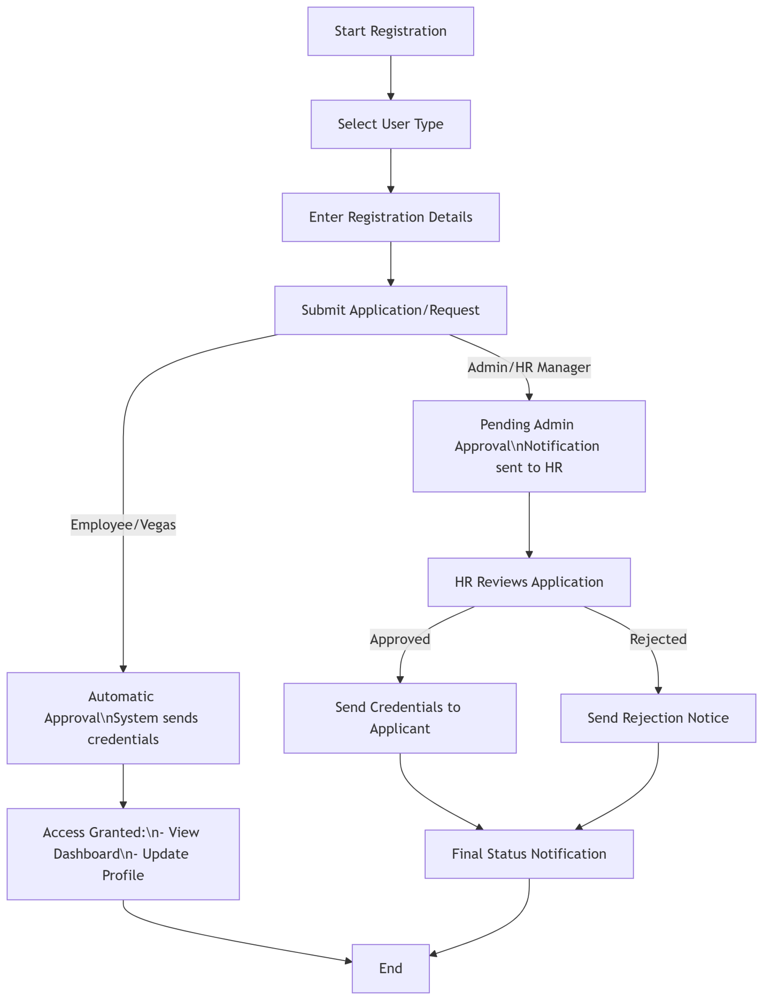 Start Registration
Select User Type
Enter Registration Details
Submit Application/Request
Admin/HR Manager
Pending Admin
Approval\nNotification
sent to HR
Employee/Vegas
HR Reviews Application
Approved
Rejected
Automatic
Approval\nSystem sends
credentials
Send Credentials to
Applicant
Send Rejection Notice
Access Granted:\n- View
Dashboard\n- Update
Profile
Final Status Notification
End